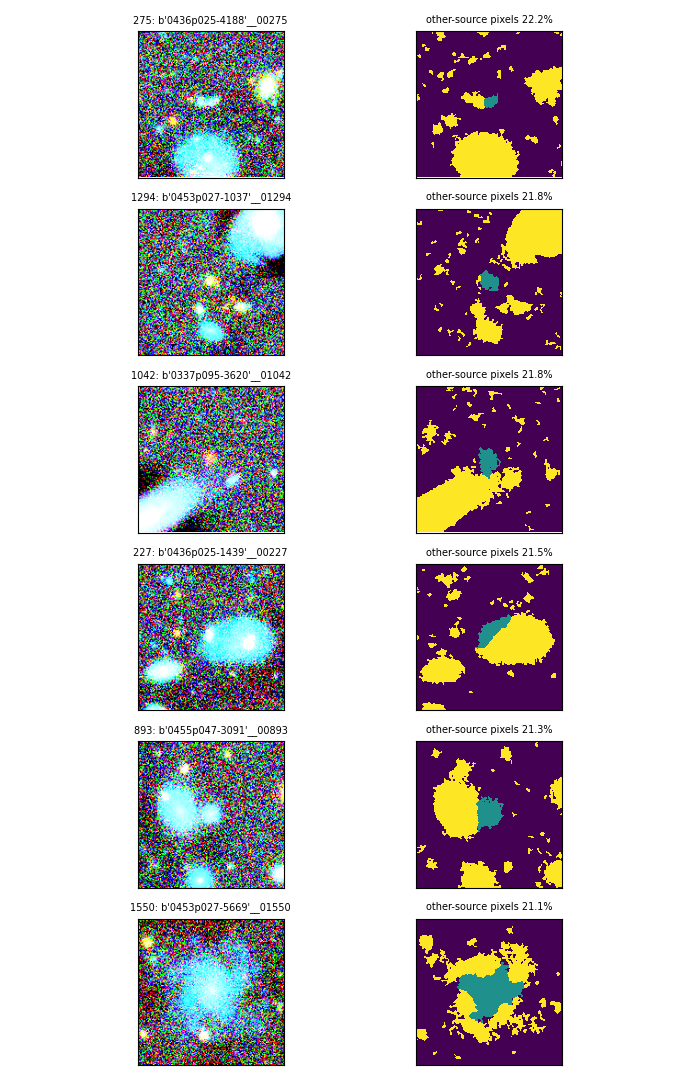 275: b'0436p025-4188'__00275
other-source pixels 22.2%
1294: b'0453p027-1037'__01294
other-source pixels 21.8%
1042: b'0337p095-3620'__01042
other-source pixels 21.8%
227: b'0436p025-1439'__00227
other-source pixels 21.5%
893: b'0455p047-3091'__00893
other-source pixels 21.3%
1550: b'0453p027-5669'__01550
other-source pixels 21.1%